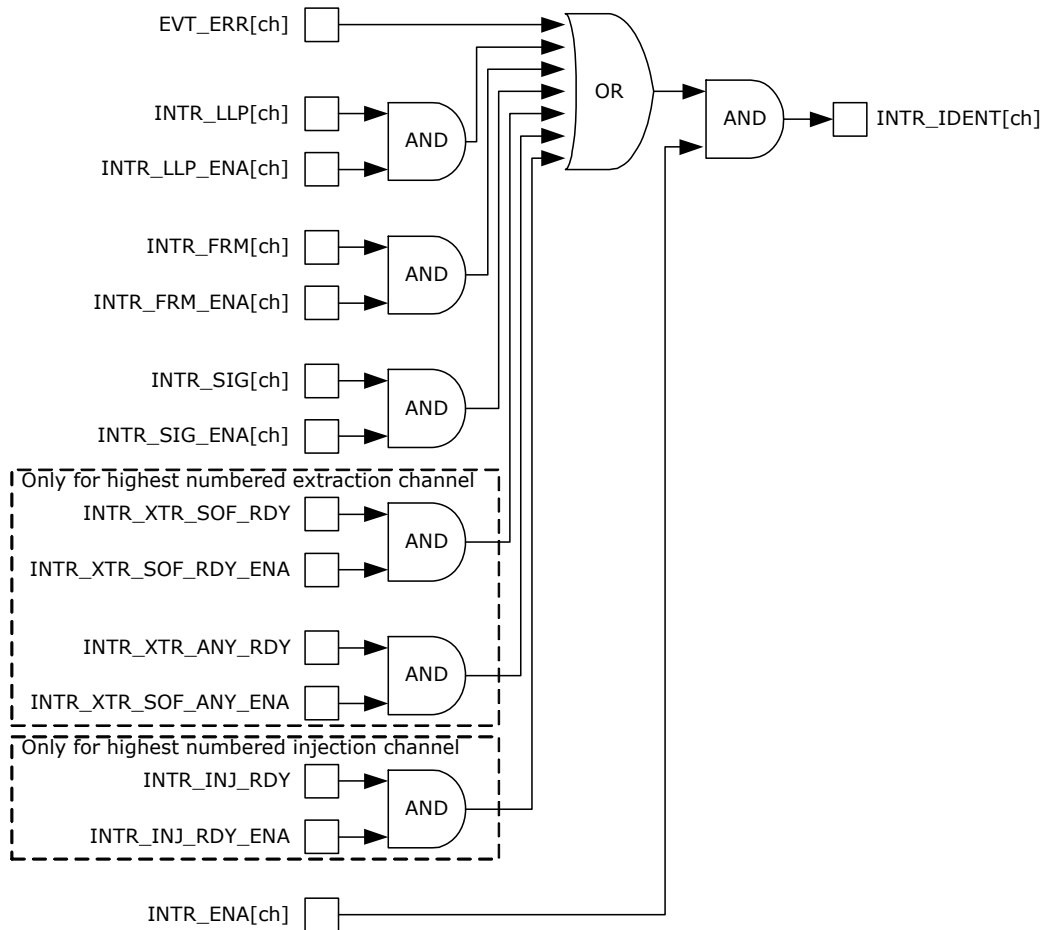 EVT_ERR[ch]
OR
INTR_LLP[ch]
AND
AND
INTR_IDENT[ch]
INTR_LLP_ENA[ch]
INTR_FRM[ch]
AND
INTR_FRM_ENA[ch]
INTR_SIG[ch]
AND
INTR_SIG_ENA[ch]
Only for highest numbered extraction channel
INTR_XTR_SOF_RDY
AND
INTR_XTR_SOF_RDY_ENA
INTR_XTR_ANY_RDY
AND
INTR_XTR_SOF_ANY_ENA
Only for highest numbered injection channel
INTR_INJ_RDY
AND
INTR_INJ_RDY_ENA
INTR_ENA[ch]